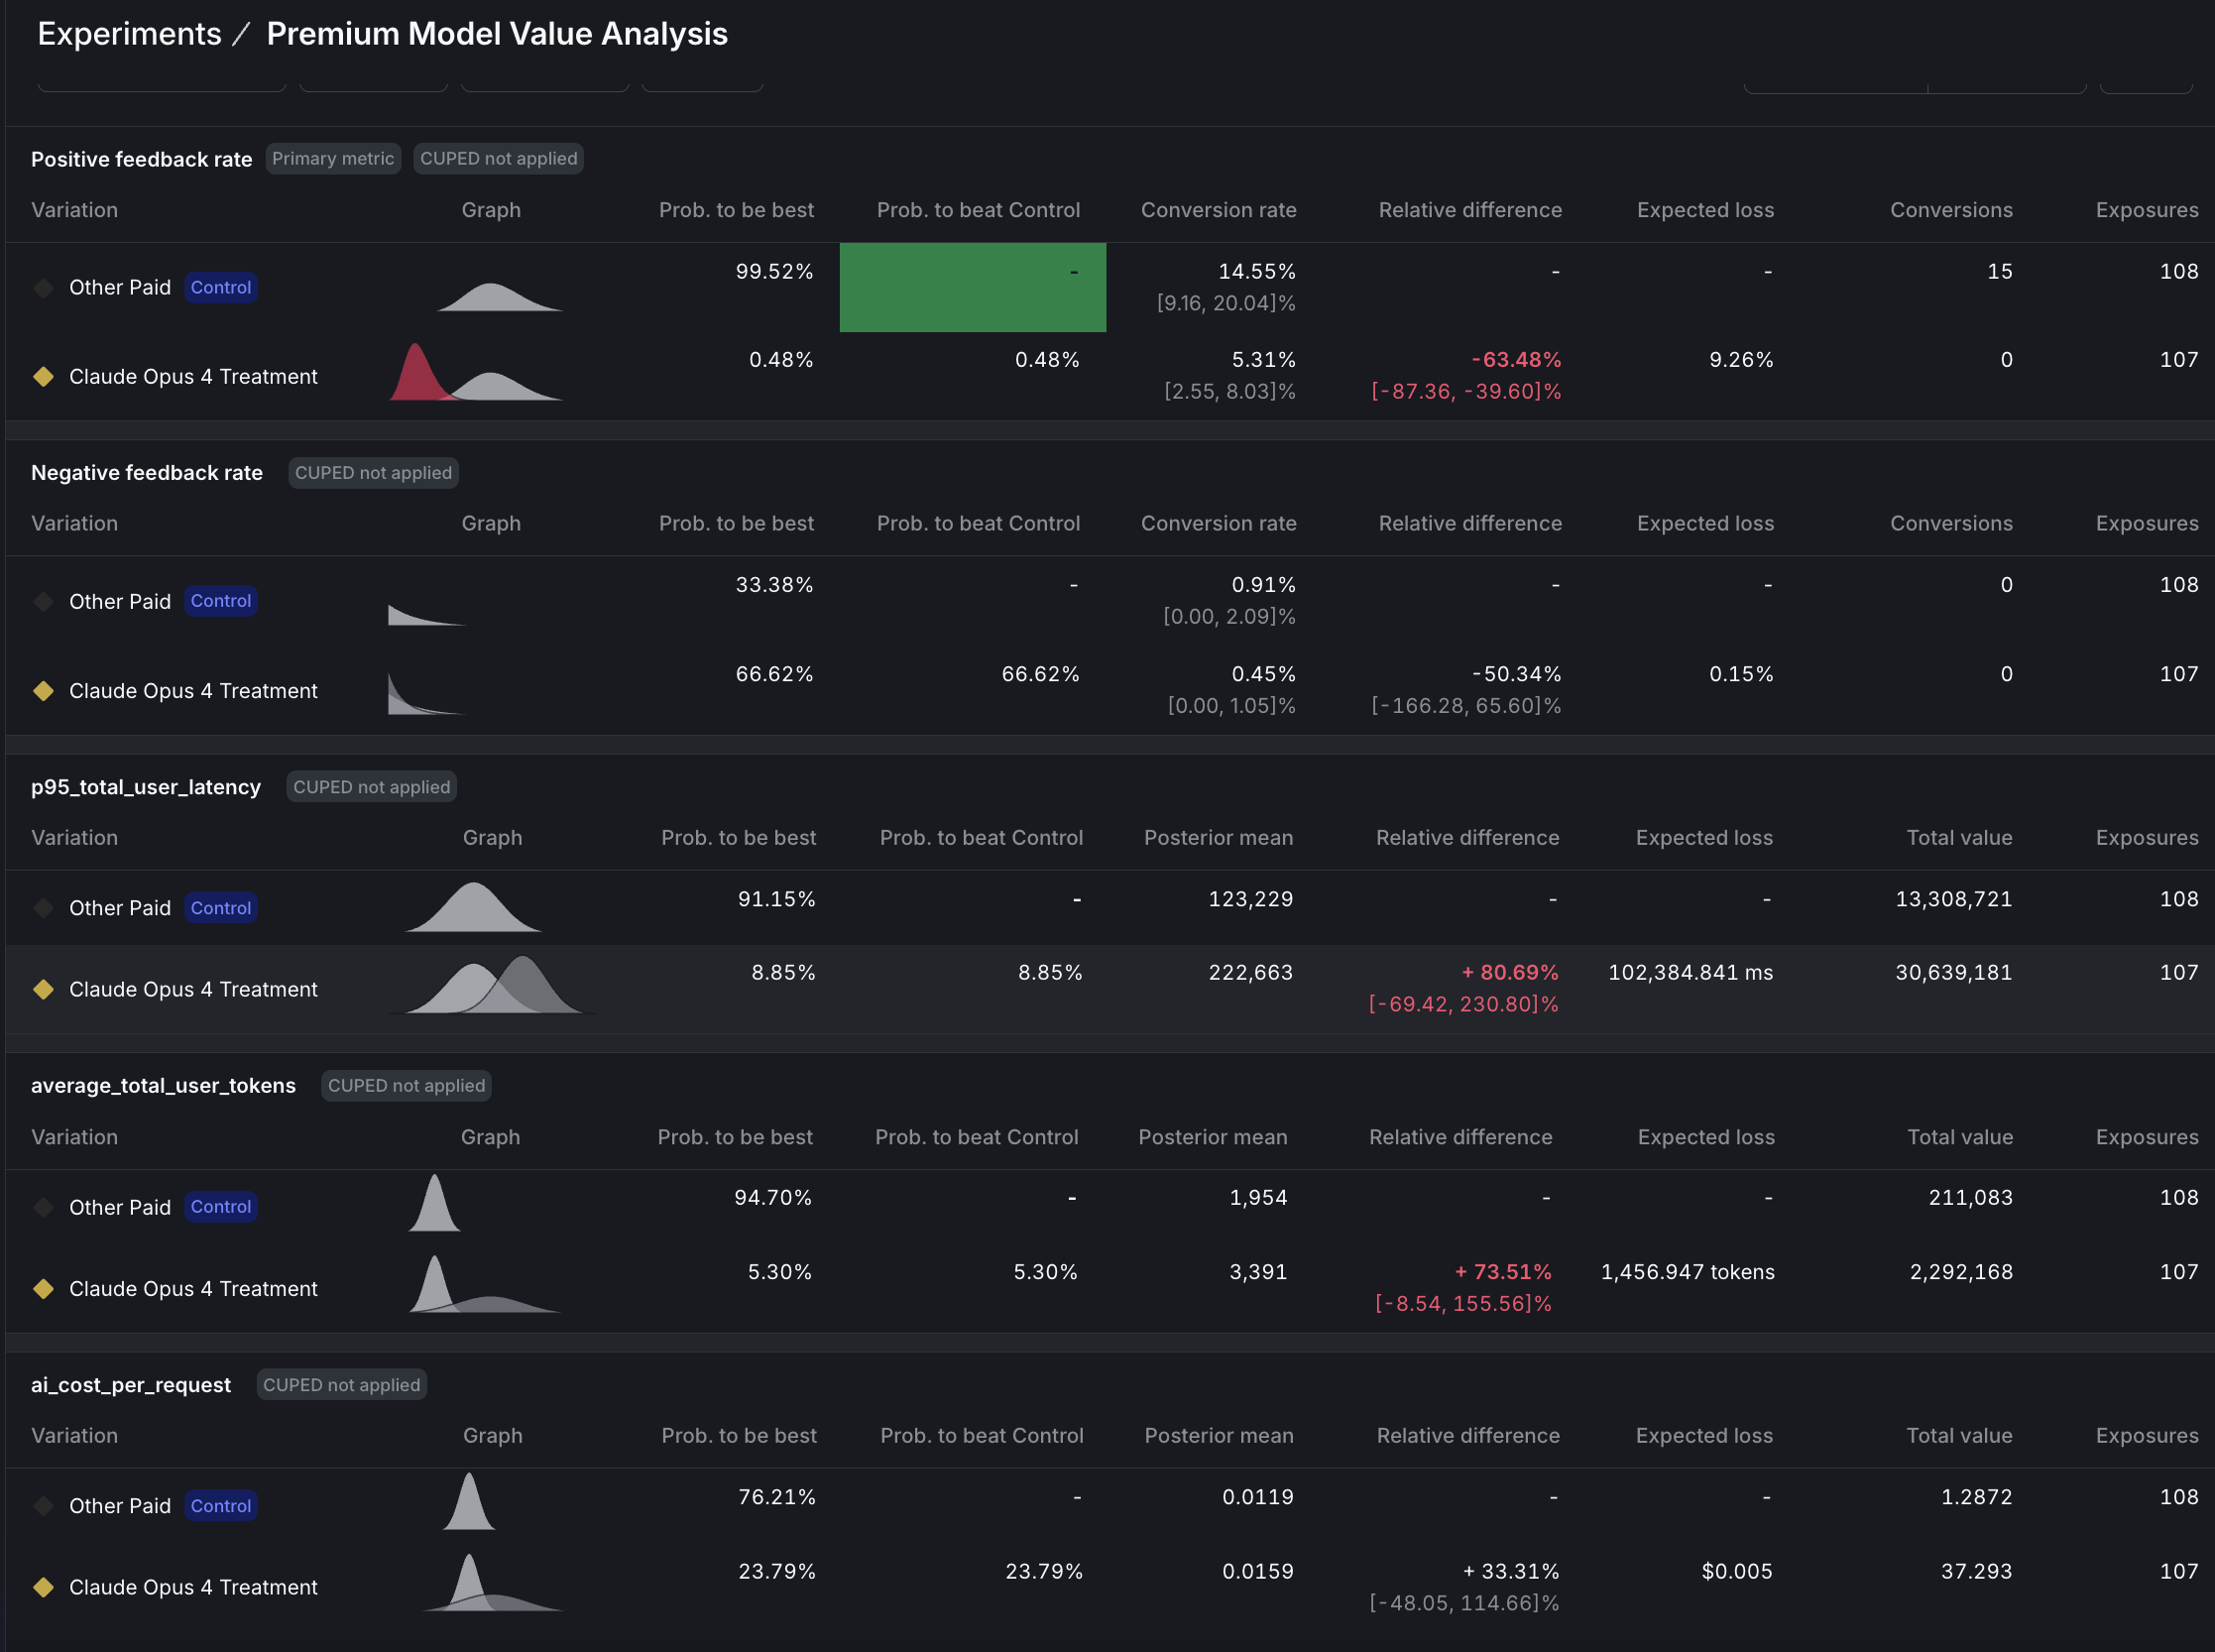 Experiments / Premium Model Value Analysis
Positive feedback rate Primary metric CUPED not applied
Variation Graph Prob. to be best Prob. to beat Control Conversion rate Relative difference Expected loss Conversions Exposures
Other Paid Control 99.52% - 14.55% - - 15 108
[9.16, 20.04]%
Claude Opus 4 Treatment 0.48% 0.48% 5.31% -63.48% 9.26% 0 107
[2.55, 8.03]% [-87.36, -39.60]%
Negative feedback rate CUPED not applied
Variation Graph Prob. to be best Prob. to beat Control Conversion rate Relative difference Expected loss Conversions Exposures
Other Paid Control 33.38% - 0.91% - - 0 108
[0.00, 2.09]%
Claude Opus 4 Treatment 66.62% 66.62% 0.45% -50.34% 0.15% 0 107
[0.00, 1.05]% [-166.28, 65.60]%
p95_total_user_latency CUPED not applied
Variation Graph Prob. to be best Prob. to beat Control Posterior mean Relative difference Expected loss Total value Exposures
Other Paid Control 91.15% - 123,229 - - 13,308,721 108
Claude Opus 4 Treatment 8.85% 8.85% 222,663 + 80.69% 102,384.841 ms 30,639,181 107
[-69.42, 230.80]%
average_total_user_tokens CUPED not applied
Variation Graph Prob. to be best Prob. to beat Control Posterior mean Relative difference Expected loss Total value Exposures
Other Paid Control 94.70% - 1,954 - - 211,083 108
Claude Opus 4 Treatment 5.30% 5.30% 3,391 + 73.51% 1,456.947 tokens 2,292,168 107
[-8.54, 155.56]%
ai_cost_per_request CUPED not applied
Variation Graph Prob. to be best Prob. to beat Control Posterior mean Relative difference Expected loss Total value Exposures
Other Paid Control 76.21% - 0.0119 - - 1.2872 108
Claude Opus 4 Treatment 23.79% 23.79% 0.0159 + 33.31% $0.005 37.293 107
[-48.05, 114.66]%